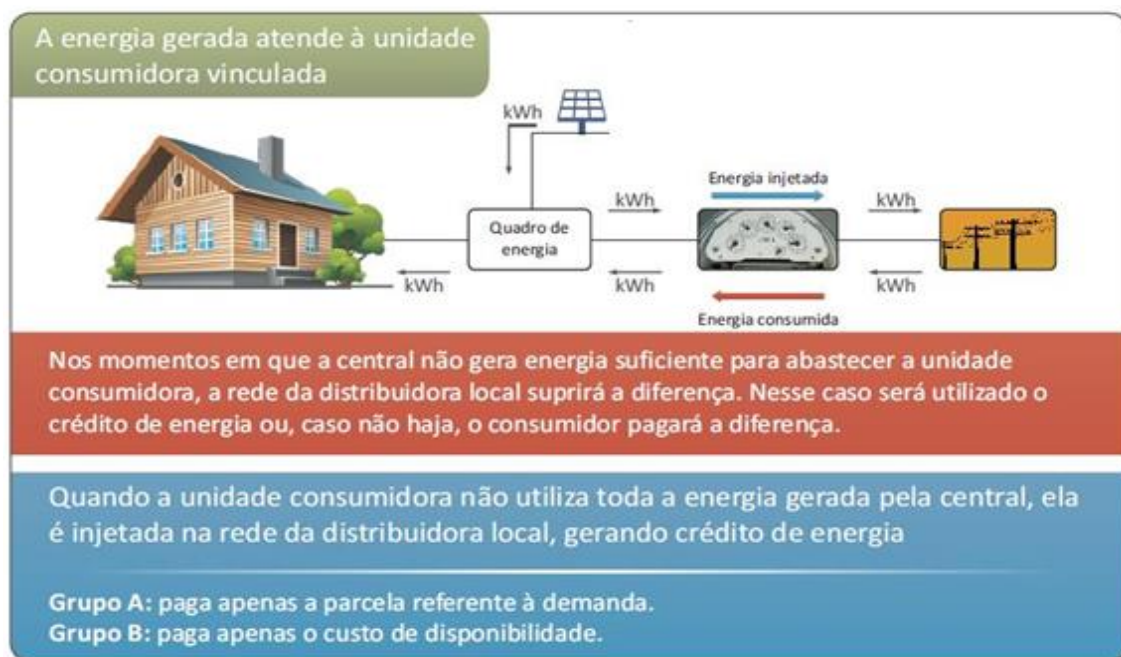 A energia gerada atende à unidade
consumidora vinculada
kWh
Energia injetada
kWh
kWh
Quadro de
energia
kWh
kWh
kWh
Energia consumida
Nos momentos em que a central não gera energia suficiente para abastecer a unidade
consumidora, a rede da distribuidora local suprirá a diferença. Nesse caso será utilizado o
crédito de energia ou, caso não haja, o consumidor pagará a diferença.
Quando a unidade consumidora não utiliza toda a energia gerada pela central, ela
é injetada na rede da distribuidora local, gerando crédito de energia
Grupo A: paga apenas a parcela referente à demanda.
Grupo B: paga apenas o custo de disponibilidade.